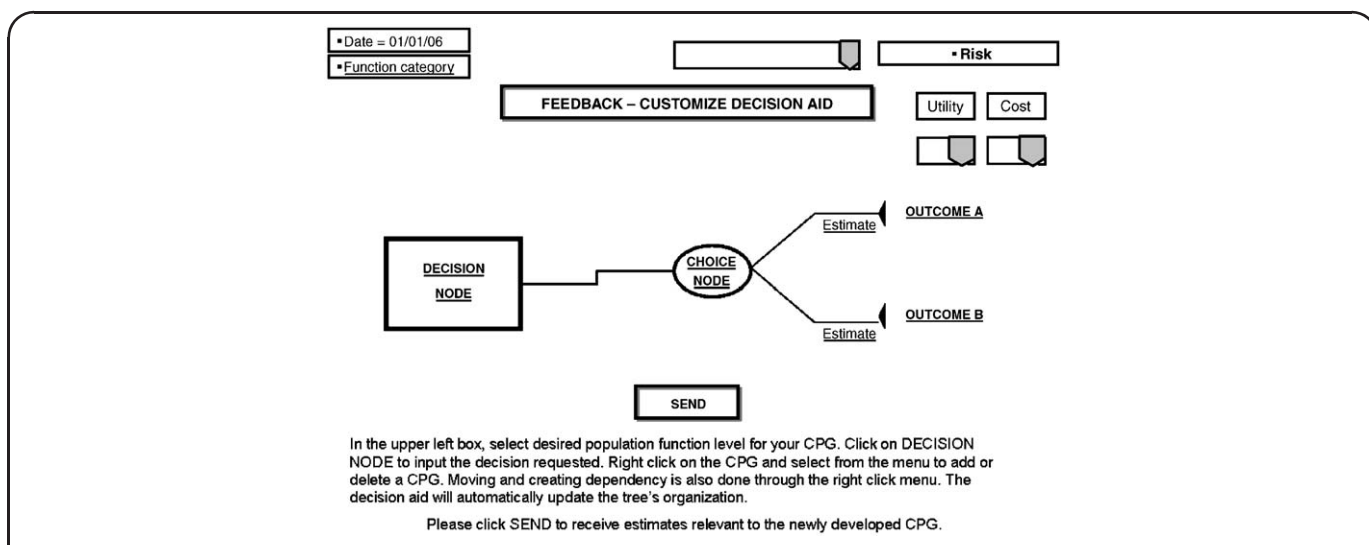 ▪Date = 01/01/06
▪Function category
▪ Risk
FEEDBACK – CUSTOMIZE DECISION AID
Utility
Cost
DECISION
NODE
CHOICE
NODE
Estimate
OUTCOME A
Estimate
OUTCOME B
SEND
In the upper left box, select desired population function level for your CPG. Click on DECISION
NODE to input the decision requested. Right click on the CPG and select from the menu to add or
delete a CPG. Moving and creating dependency is also done through the right click menu. The
decision aid will automatically update the tree's organization.
Please click SEND to receive estimates relevant to the newly developed CPG.